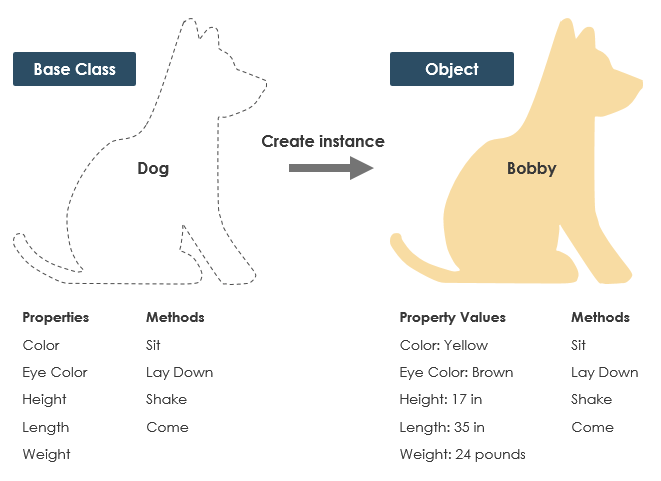 Base Class
Object
Create instance
Dog
Bobby
Properties
Methods
Color
Sit
Eye Color
Lay Down
Height
Shake
Length
Come
Weight
Property Values
Methods
Color: Yellow
Sit
Eye Color: Brown
Lay Down
Height: 17 in
Shake
Length: 35 in
Come
Weight: 24 pounds